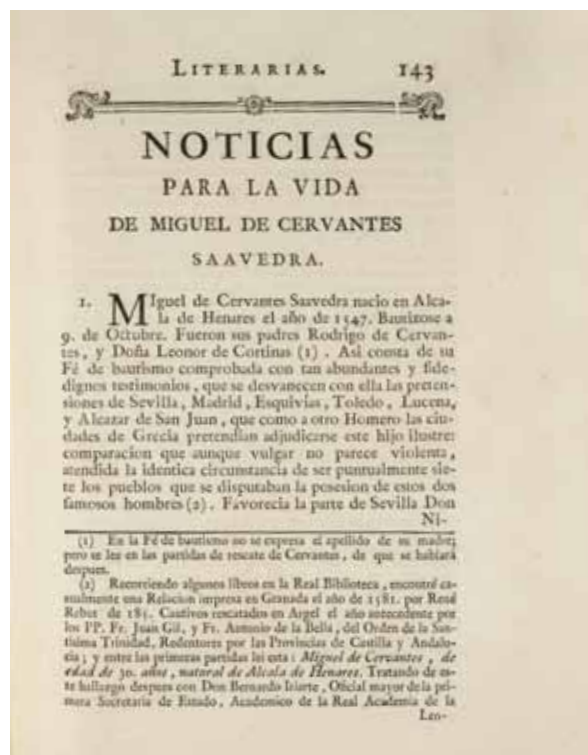 LITERARIAS. 143
NOTICIAS
PARA LA VIDA
DE MIGUEL DE CERVANTES
SAAVEDRA.
1. MIguel de Cervantes Saavedra nacio en Alca-
la de Henares el año de 1547. Bautizose a
9. de Octubre. Fueron sus padres Rodrigo de Cervan-
tes, y Doña Leonor de Cortinas (1). Asi consta de su
Fé de bautismo comprobada con tan abundantes y fide-
dignos testimonios, que se desvanecen con ella las preten-
siones de Sevilla, Madrid, Esquivias, Toledo, Lucena,
y Alcazar de San Juan, que como a otro Homero las ciu-
dades de Grecia pretendian adjudicarse este hijo ilustre:
comparacion que aunque vulgar no parece violenta,
atendida la identica circunstancia de ser puntualmente sie-
te los pueblos que se disputaban la posesion de estos dos
famosos hombres (2). Favorecia la parte de Sevilla Don
Ni-
(1) En la Fé de bautismo no se expresa el apellido de su madre;
pero se lee en las partidas de rescate de Cervantes, de que se hablará
despues.
(2) Recorriendo algunos libros en la Real Biblioteca, encontré ca-
sualmente una Relacion impresa en Granada el año de 1581. por René
Rebut de 185. Cautivos rescatados en Argel el año antecedente por
los PP. Fr. Juan Gil, y Fr. Antonio de la Bella, del Orden de la San-
tisima Trinidad, Redentores por las Provincias de Castilla y Andalo-
cia; y entre las primeras partidas lei esta: Miguel de Cervantes, de
edad de 30. años, natural de Alcala de Henares. Tratando de es-
te hallazgo despues con Don Bernardo Iriarte, Oficial mayor de la pri-
mera Secretaría de Estado, Academico de la Real Academia de la
Len-